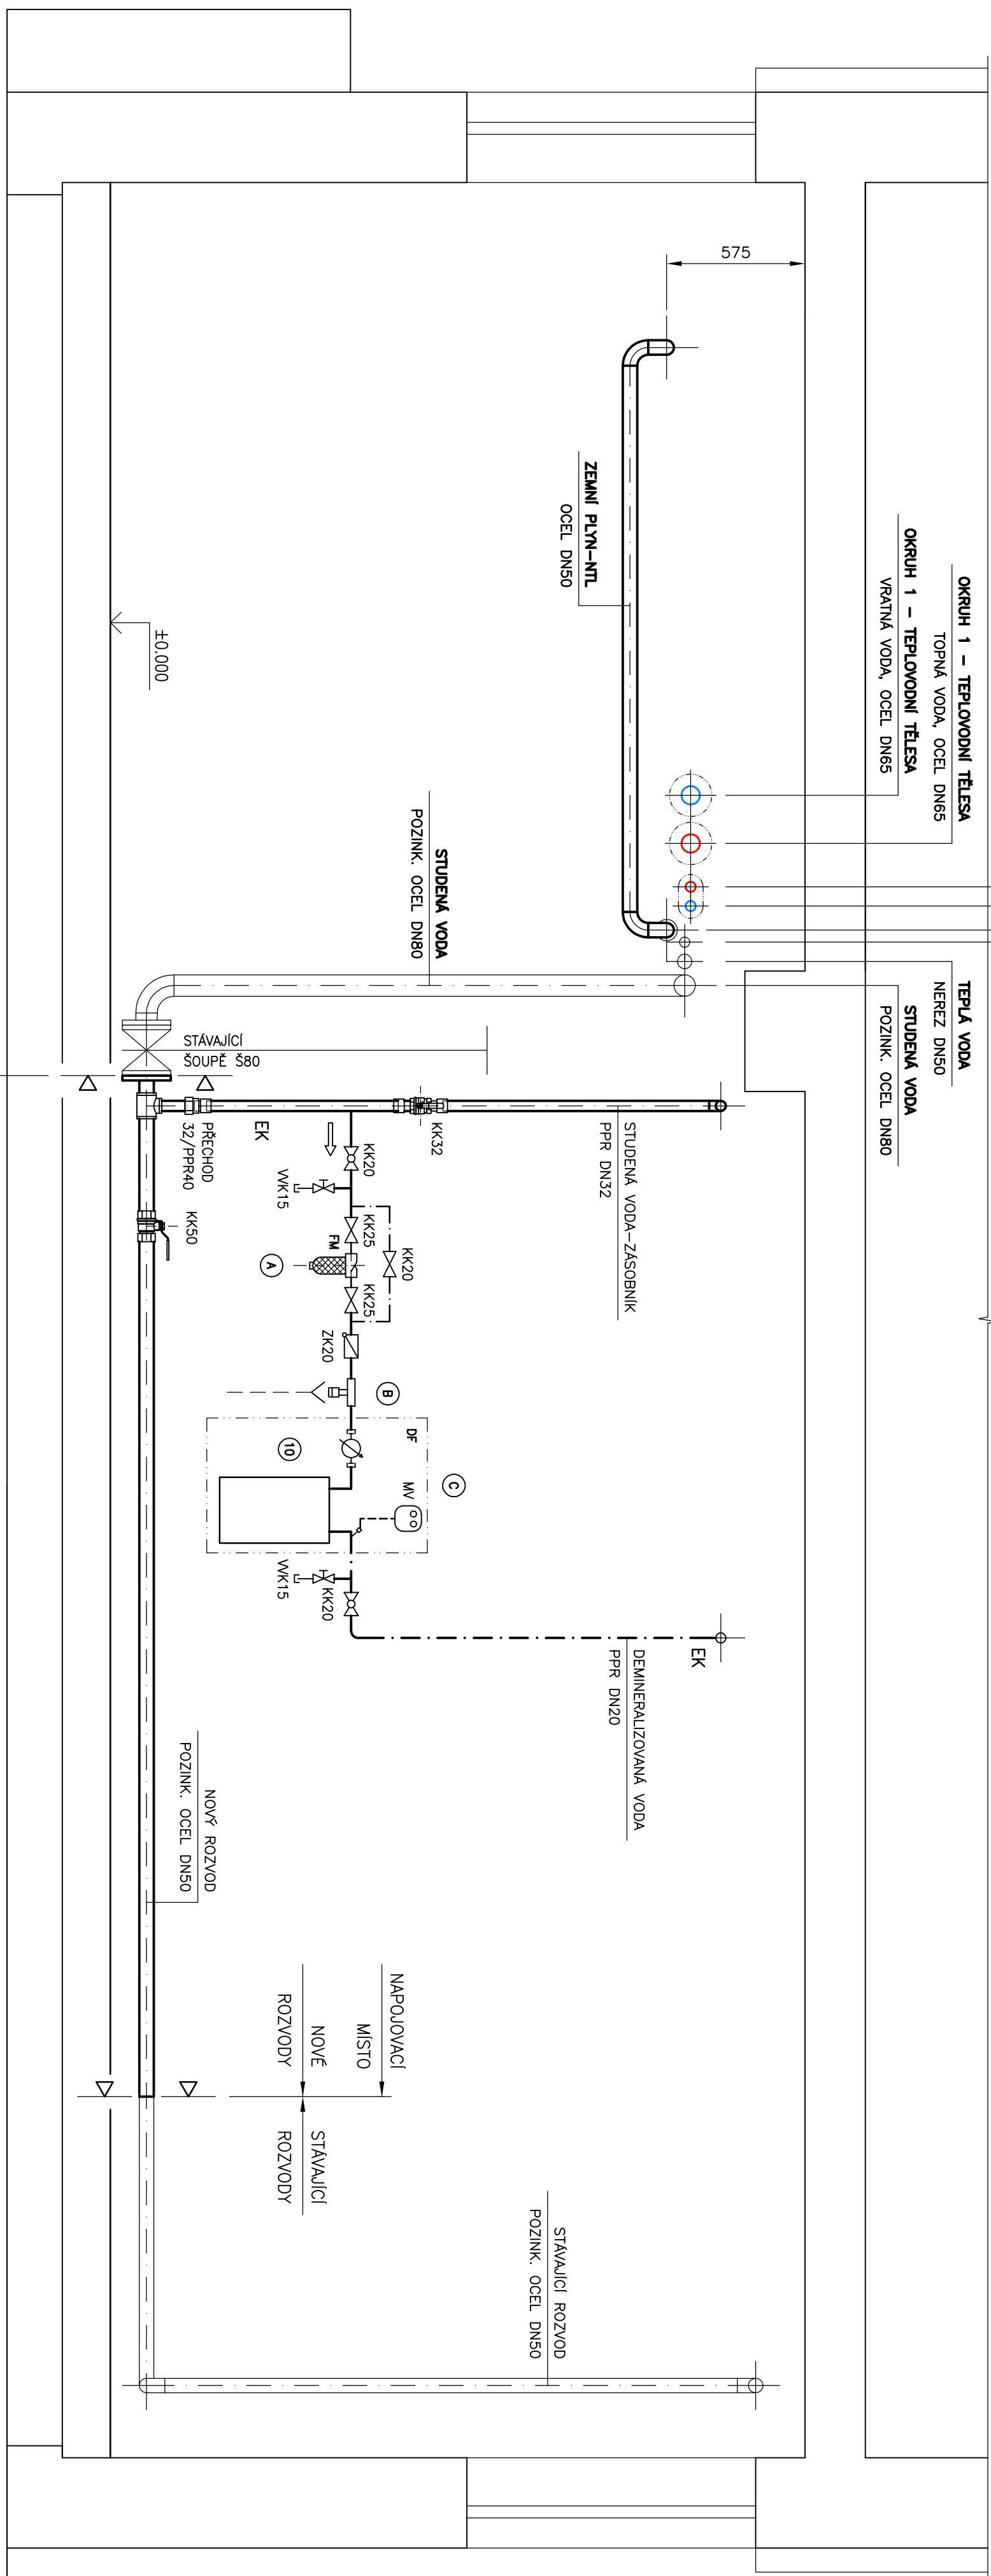 OKRUH 1 – TEPLOVODNÍ TĚLESA
TOPNÁ VODA, OCEL DN65
OKRUH 1 – TEPLOVODNÍ TĚLESA
VRATNÁ VODA, OCEL DN65
TEPLÁ VODA
NEREZ DN50
STUDENÁ VODA
POZINK. OCEL DN80
575
ZEMNÍ PLYN–NTL
OCEL DN50
STUDENÁ VODA
POZINK. OCEL DN80
±0.000
STÁVAJÍCÍ
ŠOUPĚ Š80
STUDENÁ VODA–ZÁSOBNÍK
PPR DN32
KK32
EK
PŘECHOD
32/PPR40
KK50
KK20
VVK15
KK25
FM
KK20
A
KK25
ZK20
B
DF
10
C
MV
VVK15
KK20
EK
DEMINERALIZOVANÁ VODA
PPR DN20
NOVÝ ROZVOD
POZINK. OCEL DN50
NAPOJOVACÍ
MÍSTO
NOVÉ
ROZVODY
STÁVAJÍCÍ
ROZVODY
STÁVAJÍCÍ ROZVOD
POZINK. OCEL DN50